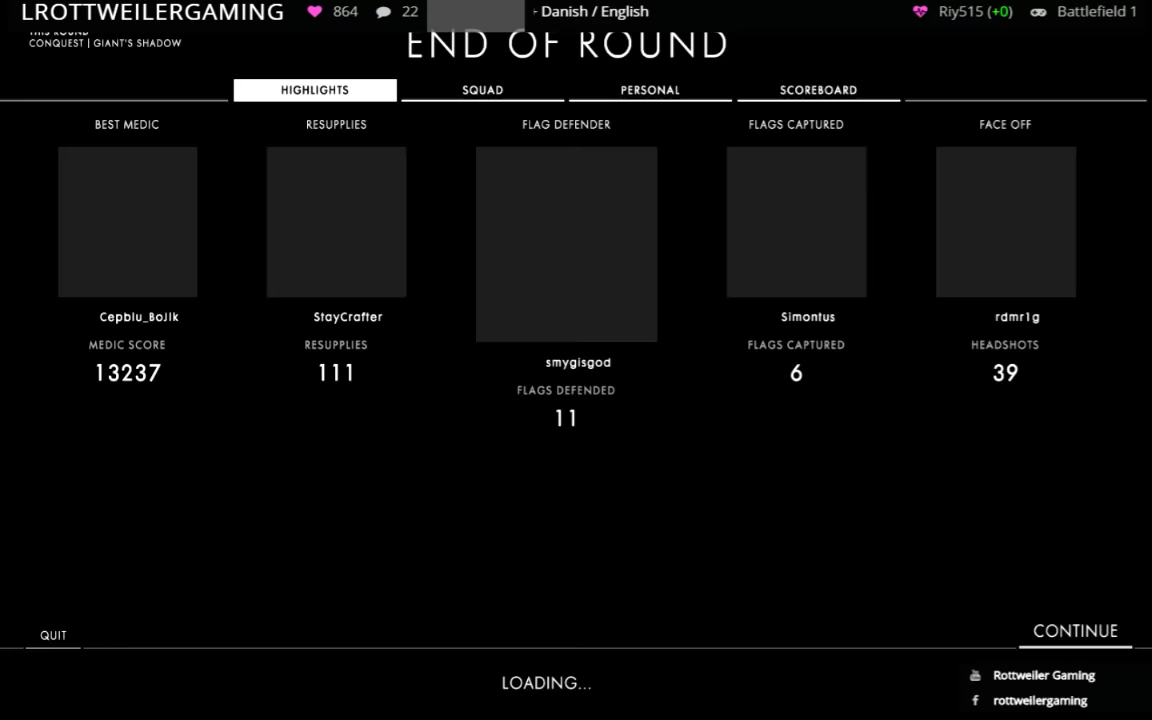 LROTTWEILERGAMING 864 22 - Danish / English Riy515 (+0) Battlefield 1
THIS ROUND
CONQUEST | GIANT'S SHADOW
END OF ROUND
HIGHLIGHTS SQUAD PERSONAL SCOREBOARD
BEST MEDIC RESUPPLIES FLAG DEFENDER FLAGS CAPTURED FACE OFF
Cepblu_BoJlk StayCrafter Simontus rdmr1g
MEDIC SCORE RESUPPLIES FLAGS CAPTURED HEADSHOTS
13237 111 6 39
smygisgod
FLAGS DEFENDED
11
QUIT CONTINUE
LOADING...
Rottweiler Gaming
rottweilergaming